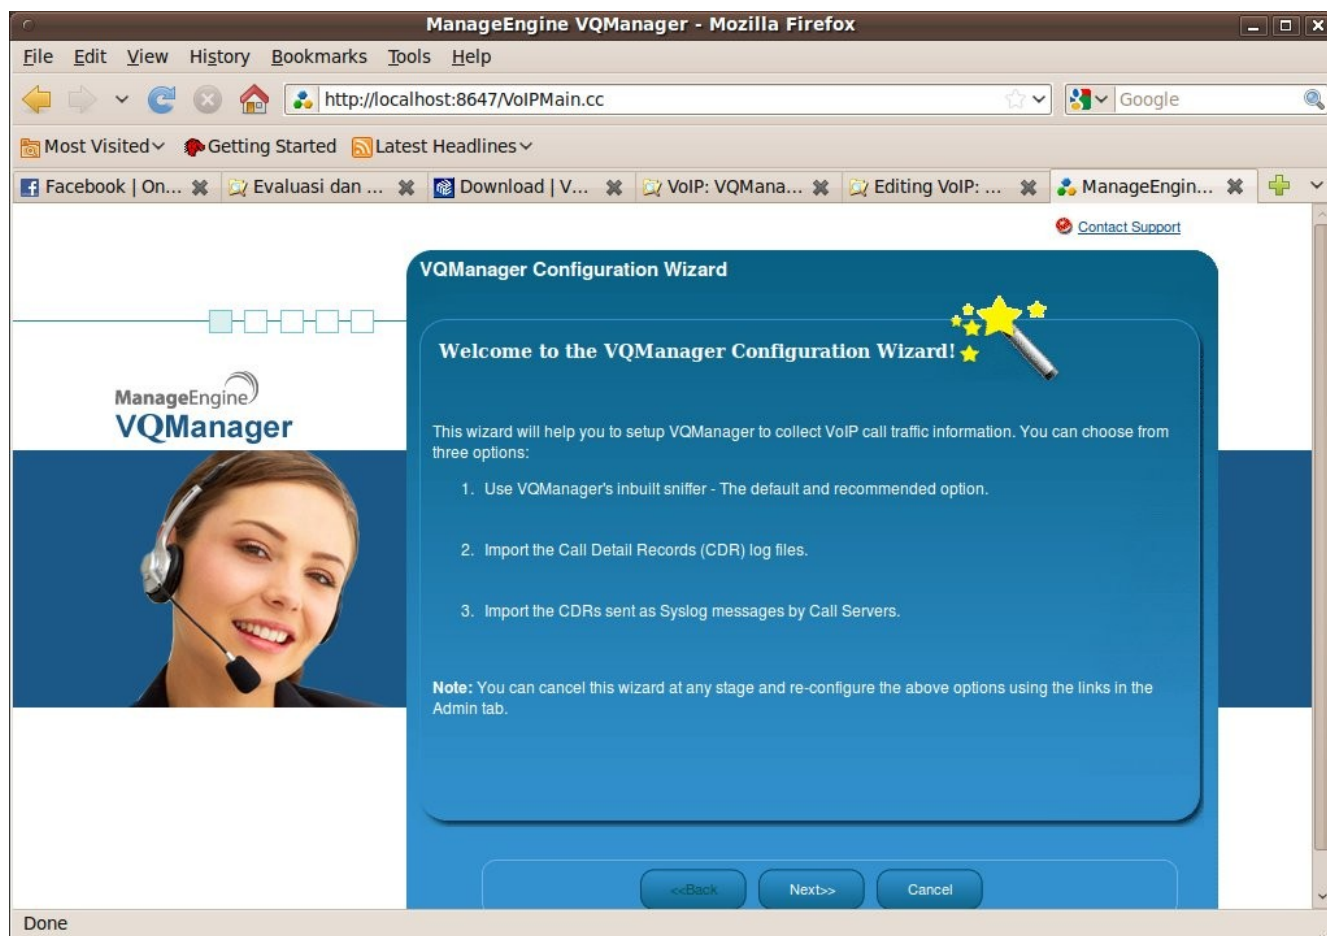 ManageEngine VQManager - Mozilla Firefox
File Edit View History Bookmarks Tools Help
http://localhost:8647/VoIPMain.cc
Google
Most Visited Getting Started Latest Headlines
Facebook | On... Evaluasi dan ... Download | V... VoIP: VQMana... Editing VoIP: ... ManageEngin...
Contact Support
VQManager Configuration Wizard
Welcome to the VQManager Configuration Wizard!
ManageEngine
VQManager
This wizard will help you to setup VQManager to collect VoIP call traffic information. You can choose from
three options:
1. Use VQManager's inbuilt sniffer - The default and recommended option.
2. Import the Call Detail Records (CDR) log files.
3. Import the CDRs sent as Syslog messages by Call Servers.
Note: You can cancel this wizard at any stage and re-configure the above options using the links in the
Admin tab.
<<Back Next>> Cancel
Done